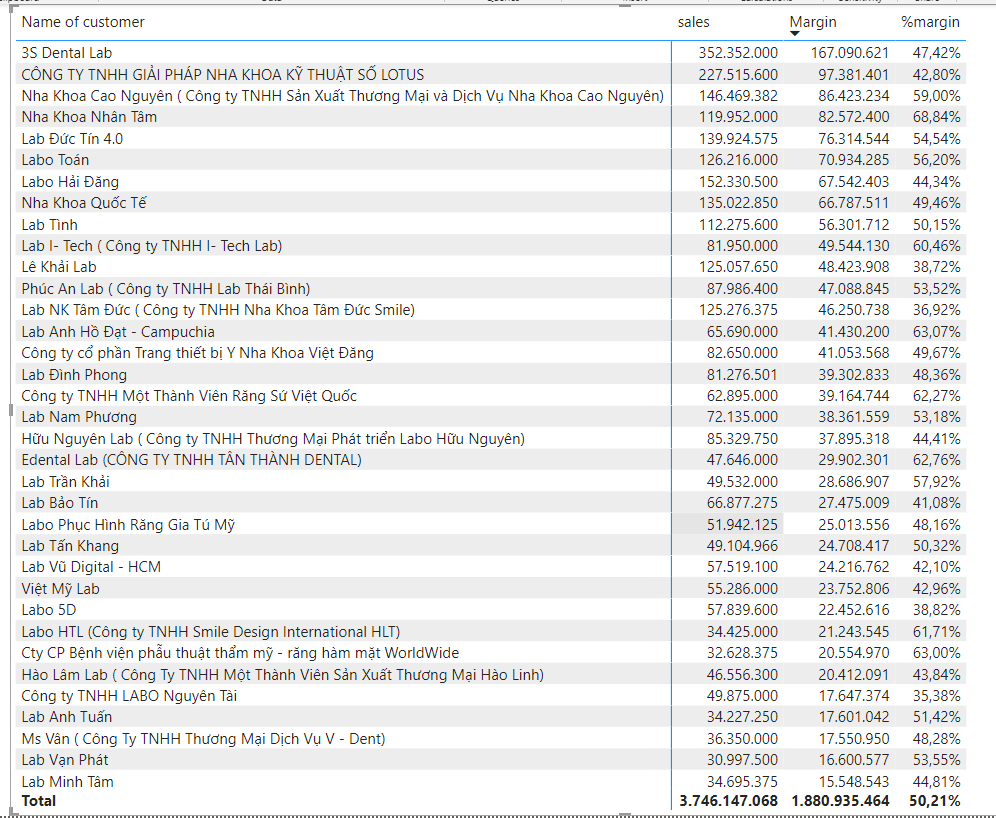 Name of customer sales Margin %margin
3S Dental Lab 352.352.000 167.090.621 47,42%
CÔNG TY TNHH GIẢI PHÁP NHA KHOA KỸ THUẬT SỐ LOTUS 227.515.600 97.381.401 42,80%
Nha Khoa Cao Nguyên ( Công ty TNHH Sản Xuất Thương Mại và Dịch Vụ Nha Khoa Cao Nguyên) 146.469.382 86.423.234 59,00%
Nha Khoa Nhân Tâm 119.952.000 82.572.400 68,84%
Lab Đức Tín 4.0 139.924.575 76.314.544 54,54%
Labo Toán 126.216.000 70.934.285 56,20%
Labo Hải Đăng 152.330.500 67.542.403 44,34%
Nha Khoa Quốc Tế 135.022.850 66.787.511 49,46%
Lab Tình 112.275.600 56.301.712 50,15%
Lab I- Tech ( Công ty TNHH I- Tech Lab) 81.950.000 49.544.130 60,46%
Lê Khải Lab 125.057.650 48.423.908 38,72%
Phúc An Lab ( Công ty TNHH Lab Thái Bình) 87.986.400 47.088.845 53,52%
Lab NK Tâm Đức ( Công ty TNHH Nha Khoa Tâm Đức Smile) 125.276.375 46.250.738 36,92%
Lab Anh Hồ Đạt - Campuchia 65.690.000 41.430.200 63,07%
Công ty cổ phần Trang thiết bị Y Nha Khoa Việt Đăng 82.650.000 41.053.568 49,67%
Lab Đình Phong 81.276.501 39.302.833 48,36%
Công ty TNHH Một Thành Viên Răng Sứ Việt Quốc 62.895.000 39.164.744 62,27%
Lab Nam Phương 72.135.000 38.361.559 53,18%
Hữu Nguyên Lab ( Công ty TNHH Thương Mại Phát triển Labo Hữu Nguyên) 85.329.750 37.895.318 44,41%
Edental Lab (CÔNG TY TNHH TÂN THÀNH DENTAL) 47.646.000 29.902.301 62,76%
Lab Trần Khải 49.532.000 28.686.907 57,92%
Lab Bảo Tín 66.877.275 27.475.009 41,08%
Labo Phục Hình Răng Gia Tú Mỹ 51.942.125 25.013.556 48,16%
Lab Tấn Khang 49.104.966 24.708.417 50,32%
Lab Vũ Digital - HCM 57.519.100 24.216.762 42,10%
Việt Mỹ Lab 55.286.000 23.752.806 42,96%
Labo 5D 57.839.600 22.452.616 38,82%
Labo HTL (Công ty TNHH Smile Design International HLT) 34.425.000 21.243.545 61,71%
Cty CP Bệnh viện phẫu thuật thẩm mỹ - răng hàm mặt WorldWide 32.628.375 20.554.970 63,00%
Hào Lâm Lab ( Công Ty TNHH Một Thành Viên Sản Xuất Thương Mại Hào Linh) 46.556.300 20.412.091 43,84%
Công ty TNHH LABO Nguyên Tài 49.875.000 17.647.374 35,38%
Lab Anh Tuấn 34.227.250 17.601.042 51,42%
Ms Vân ( Công Ty TNHH Thương Mại Dịch Vụ V - Dent) 36.350.000 17.550.950 48,28%
Lab Vạn Phát 30.997.500 16.600.577 53,55%
Lab Minh Tâm 34.695.375 15.548.543 44,81%
Total 3.746.147.068 1.880.935.464 50,21%